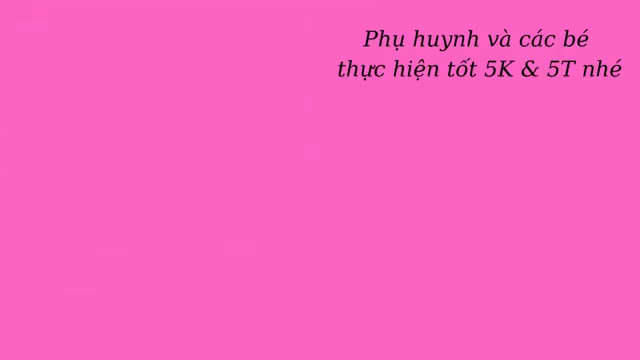 Phụ huynh và các bé
thực hiện tốt 5K & 5T nhé